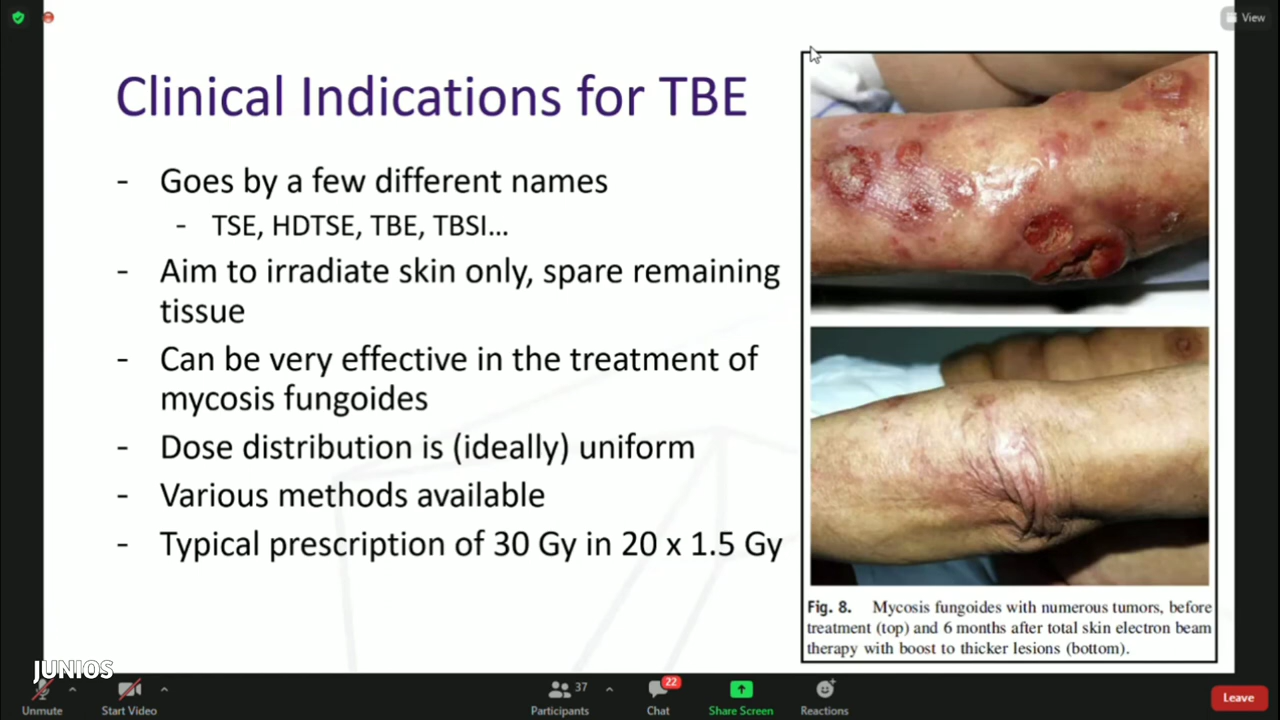 View
Clinical Indications for TBE
- Goes by a few different names
- TSE, HDTSE, TBE, TBSI...
- Aim to irradiate skin only, spare remaining
tissue
- Can be very effective in the treatment of
mycosis fungoides
- Dose distribution is (ideally) uniform
- Various methods available
- Typical prescription of 30 Gy in 20 x 1.5 Gy
Fig. 8. Mycosis fungoides with numerous tumors, before
treatment (top) and 6 months after total skin electron beam
therapy with boost to thicker lesions (bottom).
JUNIOS
37
22
Unmute
Start Video
Participants
Chat
Share Screen
Reactions
Leave